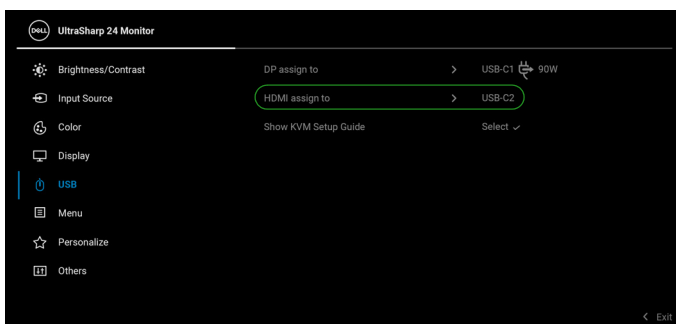 DELL UltraSharp 24 Monitor
Brightness/Contrast DP assign to > USB-C1 90W
Input Source HDMI assign to > USB-C2
Color Show KVM Setup Guide Select ✓
Display
USB
Menu
Personalize
Others
< Exit